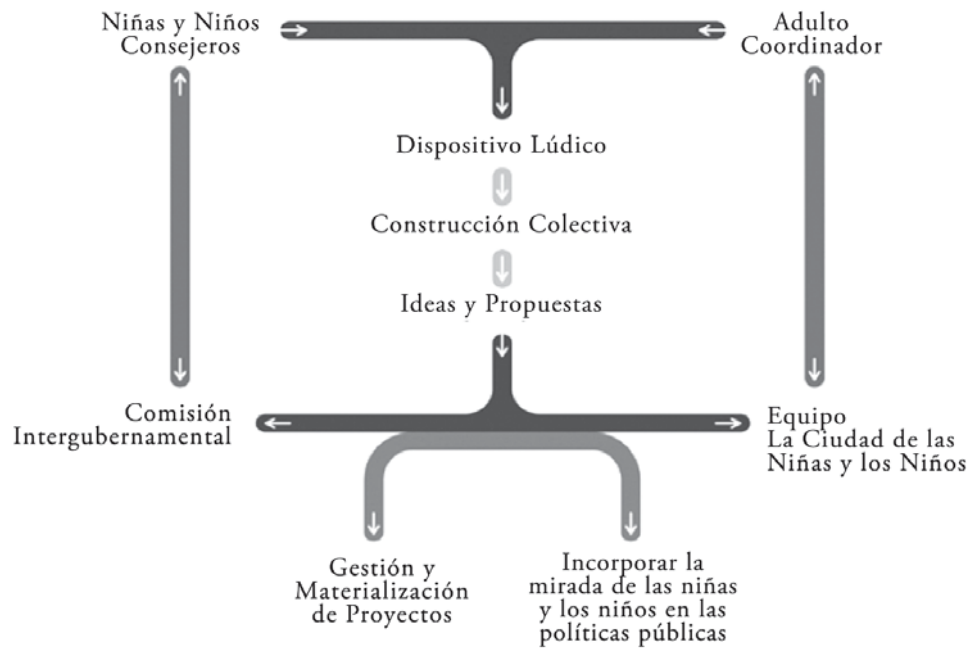 Niñas y Niños
Consejeros
Adulto
Coordinador
Dispositivo Lúdico
Construcción Colectiva
Ideas y Propuestas
Comisión
Intergubernamental
Equipo
La Ciudad de las
Niñas y los Niños
Gestión y
Materialización
de Proyectos
Incorporar la
mirada de las niñas
y los niños en las
políticas públicas